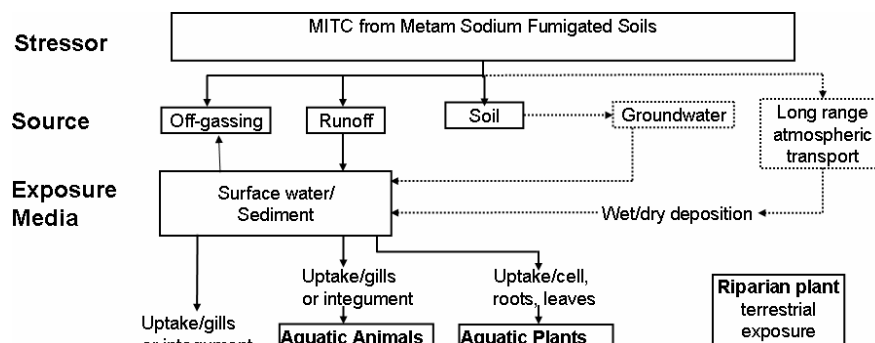 Stressor
MITC from Metam Sodium Fumigated Soils
Source
Off-gassing
Runoff
Soil
Groundwater
Long range
atmospheric
transport
Exposure
Media
Surface water/
Sediment
Wet/dry deposition
Uptake/gills
or integument
Uptake/cell,
roots, leaves
Riparian plant
terrestrial
exposure
Uptake/gills
or integument
Aquatic Animals
Aquatic Plants